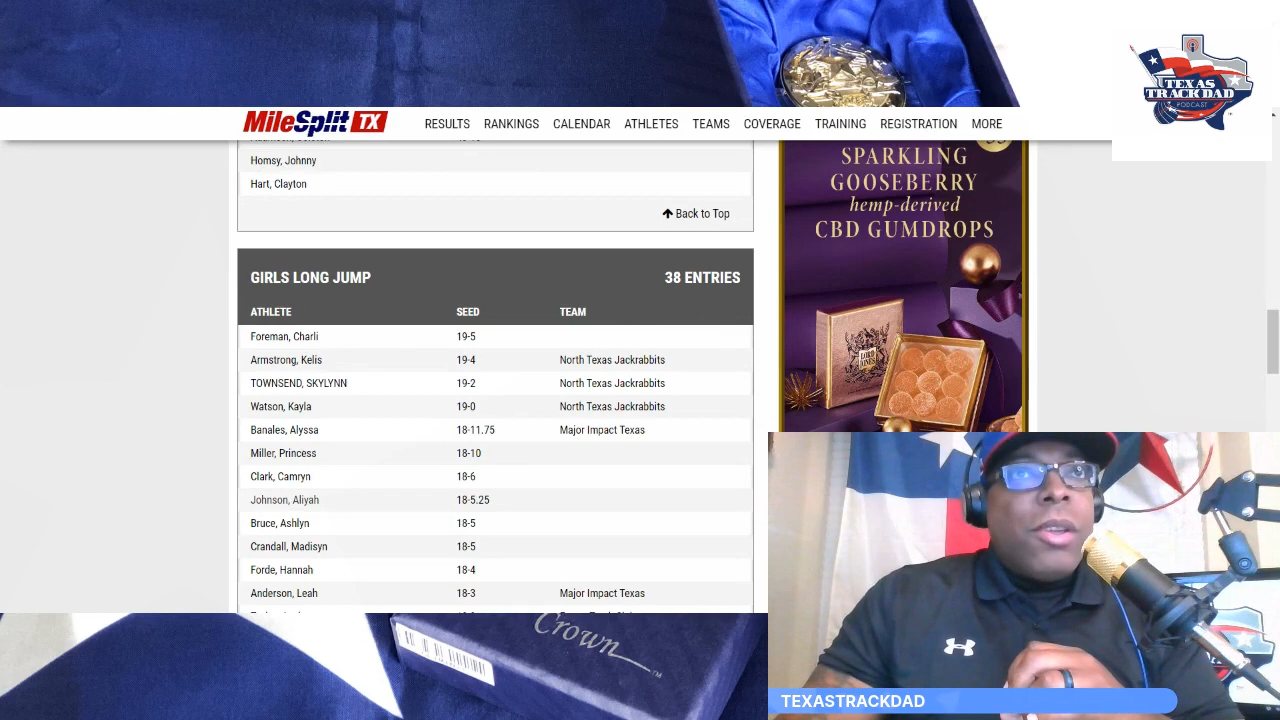 TEXAS
TRACK DAD
PODCAST
MileSplit TX
RESULTS RANKINGS CALENDAR ATHLETES TEAMS COVERAGE TRAINING REGISTRATION MORE
Homsy, Johnny
Hart, Clayton
Back to Top
GIRLS LONG JUMP 38 ENTRIES
ATHLETE SEED TEAM
Foreman, Charli 19-5
Armstrong, Kelis 19-4 North Texas Jackrabbits
TOWNSEND, SKYLYNN 19-2 North Texas Jackrabbits
Watson, Kayla 19-0 North Texas Jackrabbits
Banales, Alyssa 18-11.75 Major Impact Texas
Miller, Princess 18-10
Clark, Camryn 18-6
Johnson, Aliyah 18-5.25
Bruce, Ashlyn 18-5
Crandall, Madisyn 18-5
Forde, Hannah 18-4
Anderson, Leah 18-3 Major Impact Texas
SPARKLING
GOOSEBERRY
hemp-derived
CBD GUMDROPS
LORD
JONES
Crown
TEXASTRACKDAD